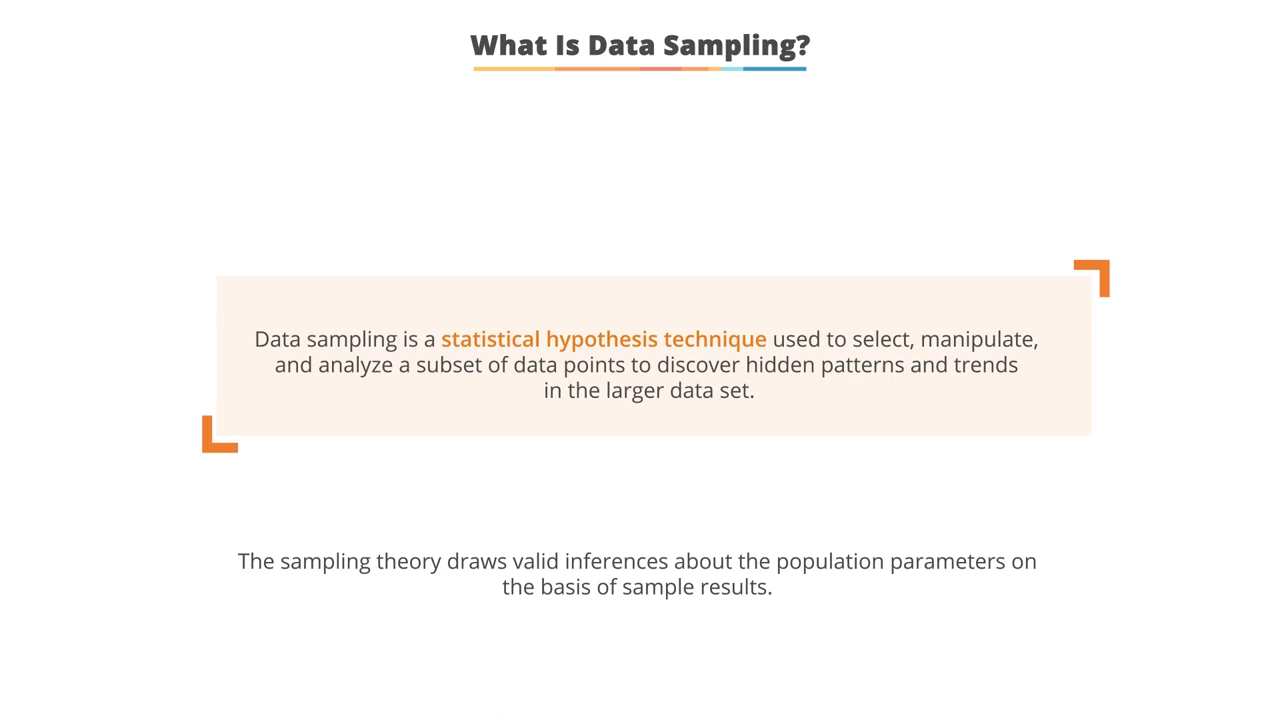 What Is Data Sampling?
Data sampling is a statistical hypothesis technique used to select, manipulate,
and analyze a subset of data points to discover hidden patterns and trends
in the larger data set.
The sampling theory draws valid inferences about the population parameters on
the basis of sample results.